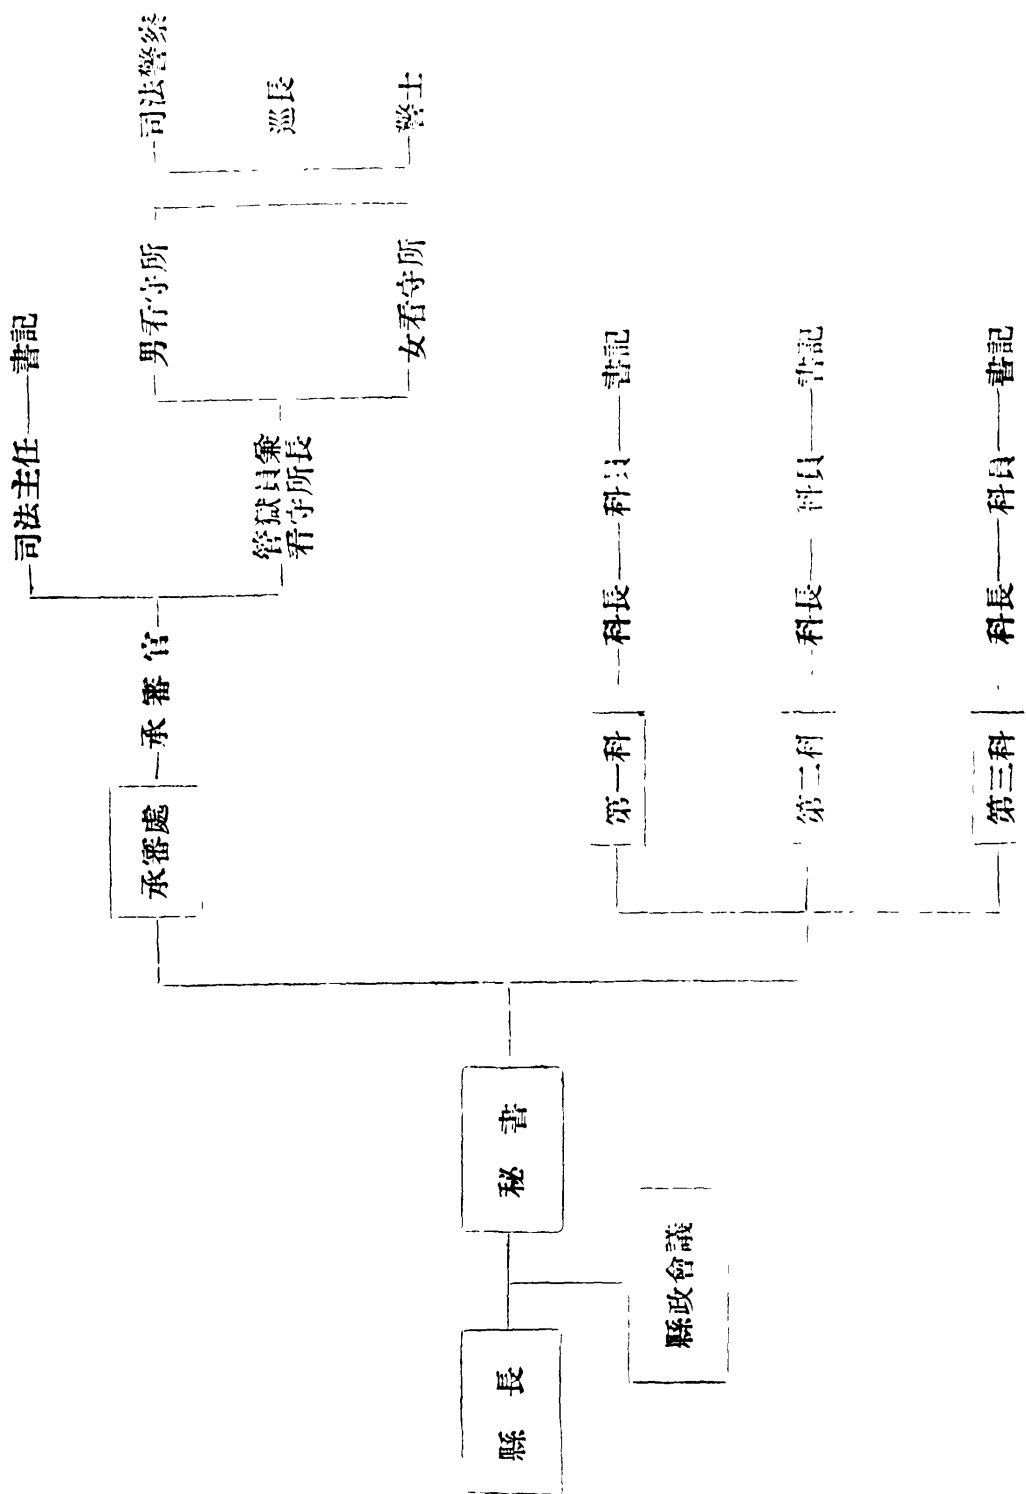 縣長
縣政會議
秘書
承審處
承審官
司法主任
書記
管獄員兼
看守所長
男看守所
女看守所
司法警察
巡長
警士
第一科
科長
科員
書記
第二科
科長
科員
書記
第三科
科長
科員
書記